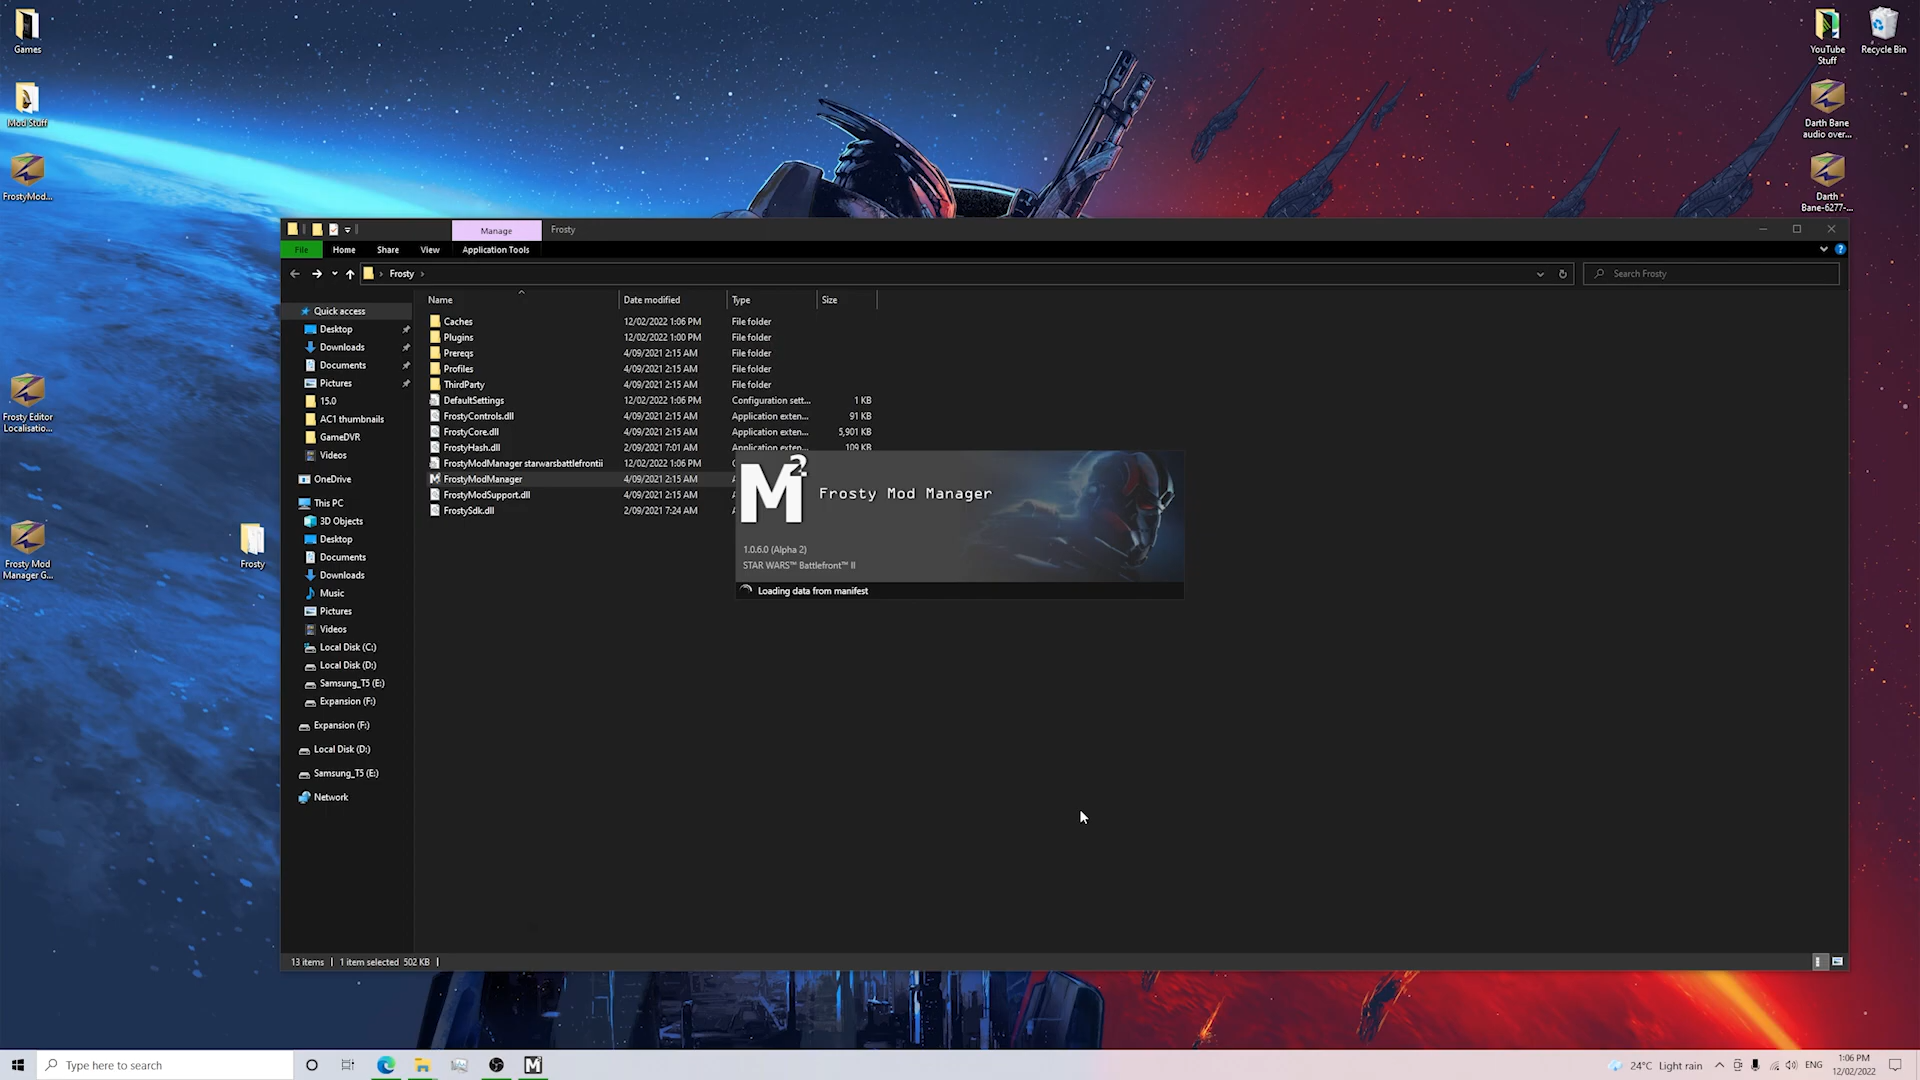 Games
Mod Stuff
FrostyMod...
Frosty Editor
Localisatio...
Frosty Mod
Manager G...
Frosty
YouTube
Stuff
Recycle Bin
Darth Bane
audio over...
Darth
Bane-6277-...
Manage
Frosty
File
Home
Share
View
Application Tools
Frosty
Search Frosty
Name
Date modified
Type
Size
Quick access
Desktop
Downloads
Documents
Pictures
15.0
AC1 thumbnails
GameDVR
Videos
OneDrive
This PC
3D Objects
Desktop
Documents
Downloads
Music
Pictures
Videos
Local Disk (C:)
Local Disk (D:)
Samsung_T5 (E:)
Expansion (F:)
Expansion (F:)
Local Disk (D:)
Samsung_T5 (E:)
Network
Caches 12/02/2022 1:06 PM File folder
Plugins 12/02/2022 1:00 PM File folder
Prereqs 4/09/2021 2:15 AM File folder
Profiles 4/09/2021 2:15 AM File folder
ThirdParty 4/09/2021 2:15 AM File folder
DefaultSettings 12/02/2022 1:06 PM Configuration sett... 1 KB
FrostyControls.dll 4/09/2021 2:15 AM Application exten... 91 KB
FrostyCore.dll 4/09/2021 2:15 AM Application exten... 5,901 KB
FrostyHash.dll 2/09/2021 7:01 AM Application exten... 109 KB
FrostyModManager starwarsbattlefrontii 12/02/2022 1:06 PM
FrostyModManager 4/09/2021 2:15 AM
FrostyModSupport.dll 4/09/2021 2:15 AM
FrostySdk.dll 2/09/2021 7:24 AM
M2
Frosty Mod Manager
1.0.6.0 (Alpha 2)
STAR WARS™ Battlefront™ II
Loading data from manifest
13 items
1 item selected 502 KB
Type here to search
M
24°C Light rain
ENG
1:06 PM
12/02/2022